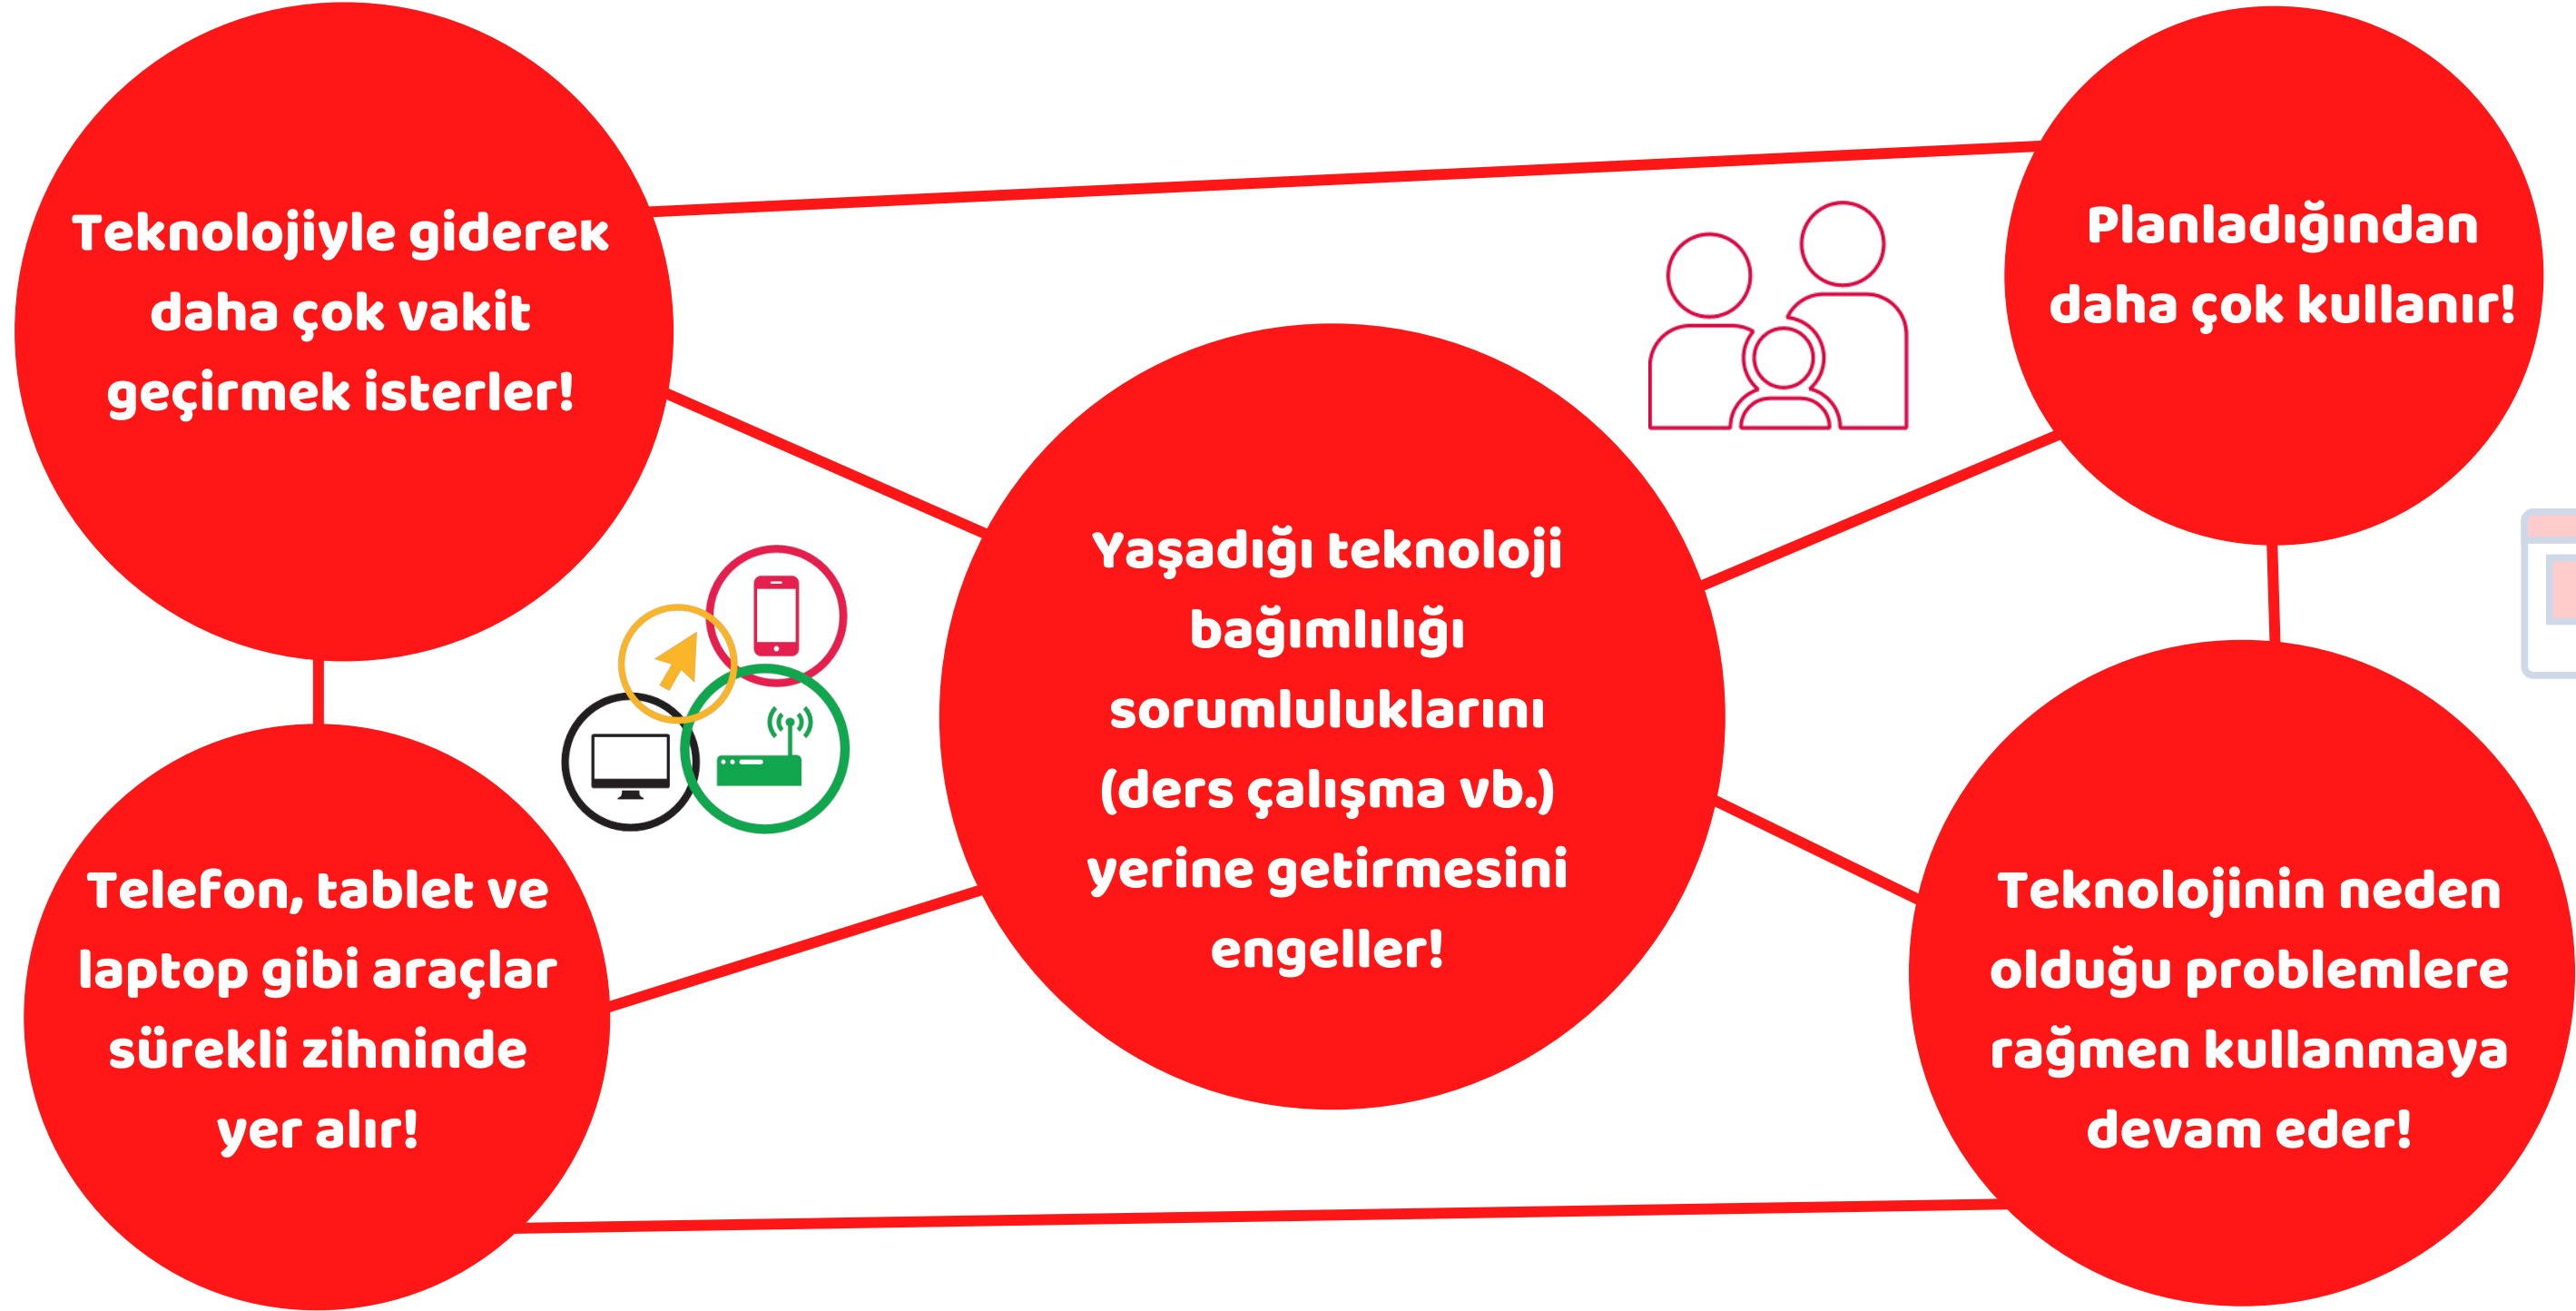 Teknolojiyle giderek
daha çok vakit
geçirmek isterler!
Planladığından
daha çok kullanır!
Yaşadığı teknoloji
bağımlılığı
sorumluluklarını
(ders çalışma vb.)
yerine getirmesini
engeller!
Telefon, tablet ve
laptop gibi araçlar
sürekli zihninde
yer alır!
Teknolojinin neden
olduğu problemlere
rağmen kullanmaya
devam eder!